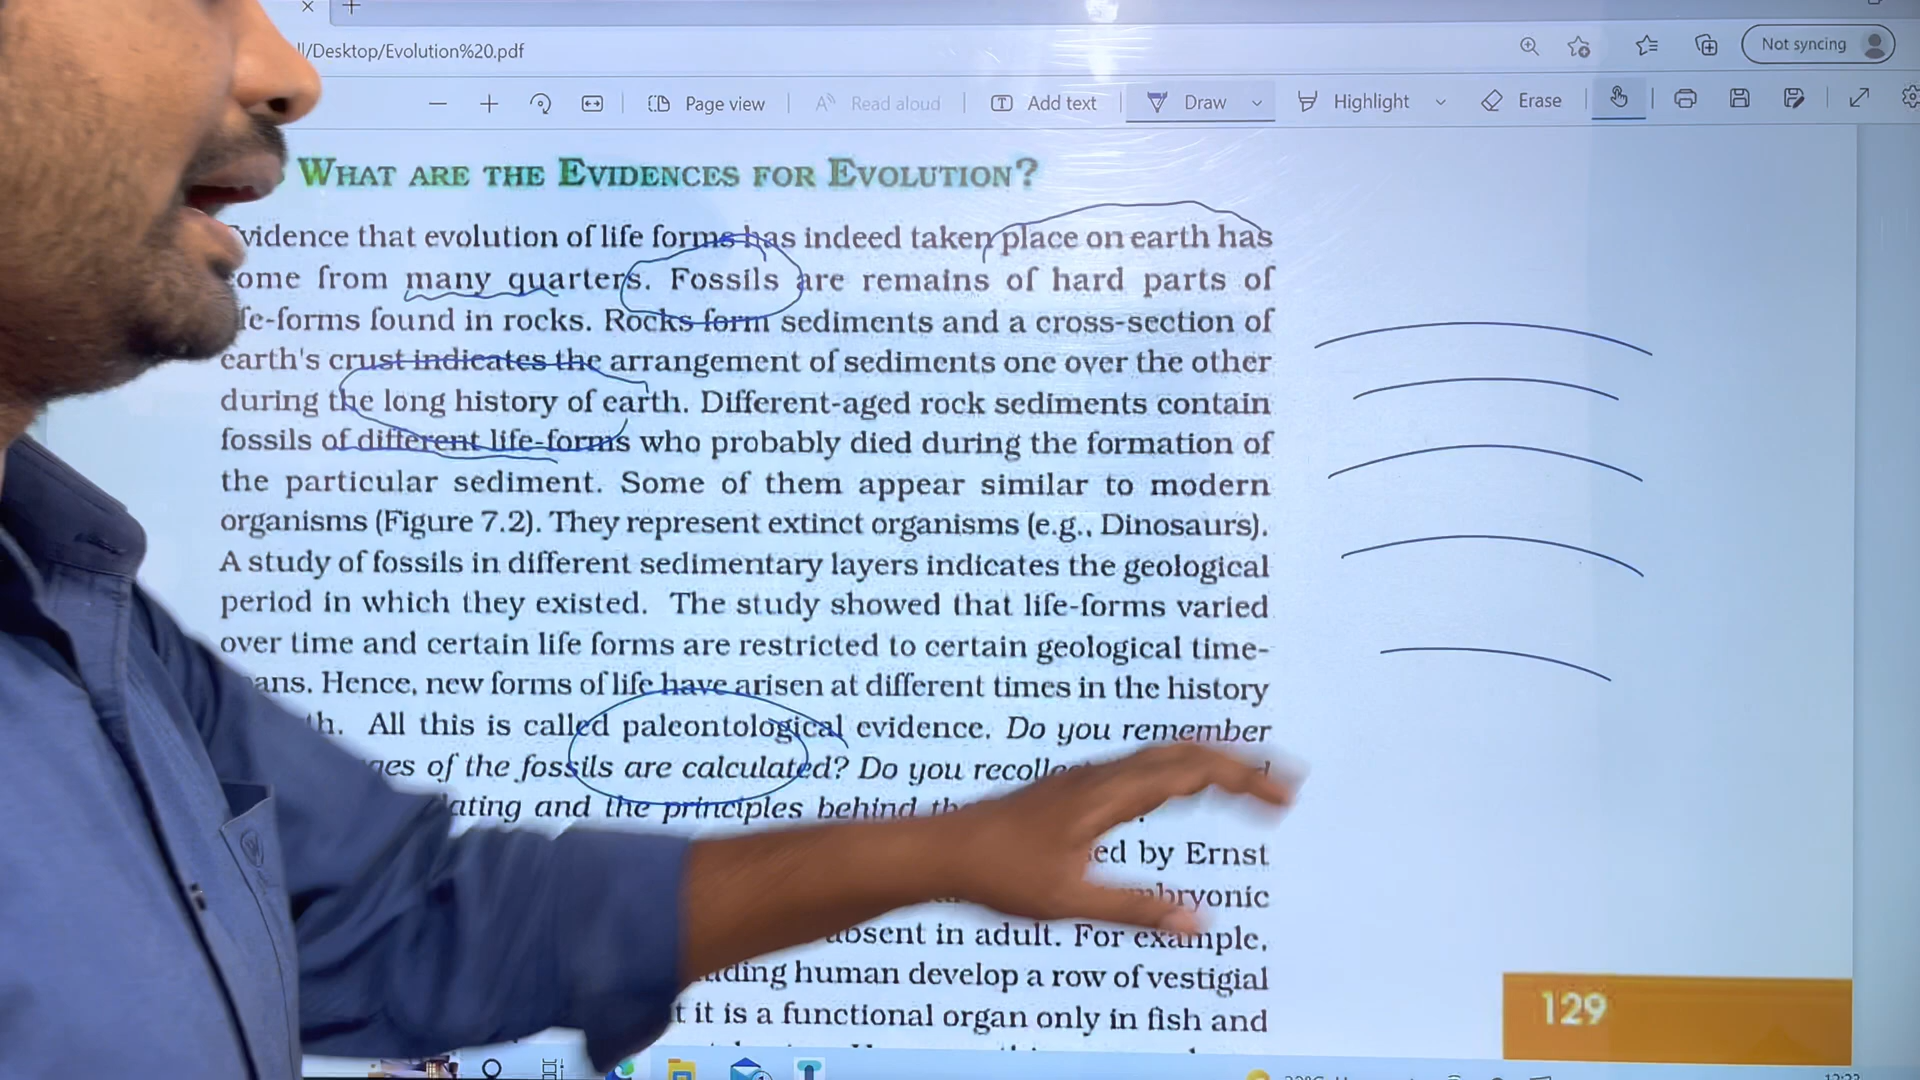 l/Desktop/Evolution%20.pdf
Not syncing
Page view
Read aloud
Add text
Draw
Highlight
Erase
WHAT ARE THE EVIDENCES FOR EVOLUTION?
vidence that evolution of life forms has indeed taken place on earth has
ome from many quarters. Fossils are remains of hard parts of
fe-forms found in rocks. Rocks form sediments and a cross-section of
earth's crust indicates the arrangement of sediments one over the other
during the long history of earth. Different-aged rock sediments contain
fossils of different life-forms who probably died during the formation of
the particular sediment. Some of them appear similar to modern
organisms (Figure 7.2). They represent extinct organisms (e.g., Dinosaurs).
A study of fossils in different sedimentary layers indicates the geological
period in which they existed. The study showed that life-forms varied
over time and certain life forms are restricted to certain geological time-
ans. Hence, new forms of life have arisen at different times in the history
th. All this is called paleontological evidence. Do you remember
ges of the fossils are calculated? Do you recolle
ating and the principles behind th
ed by Ernst
mbryonic
absent in adult. For example,
ding human develop a row of vestigial
t it is a functional organ only in fish and
129